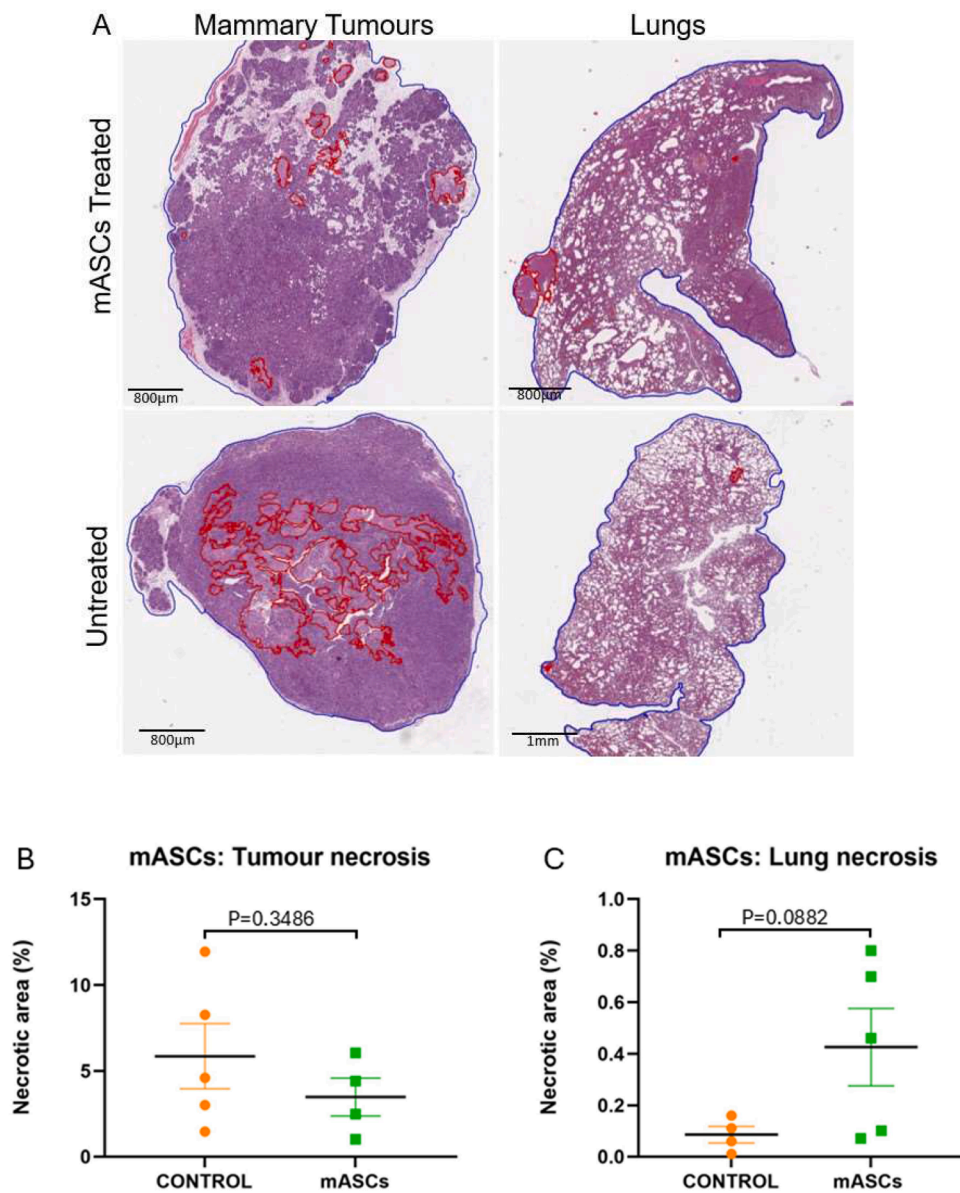 A
Mammary Tumours
Lungs
mASCs Treated
800µm
800µm
Untreated
800µm
1mm
B
mASCs: Tumour necrosis
P=0.3486
Necrotic area (%)
15
10
5
0
CONTROL
mASCs
C
mASCs: Lung necrosis
P=0.0882
Necrotic area (%)
1.0
0.8
0.6
0.4
0.2
0.0
CONTROL
mASCs